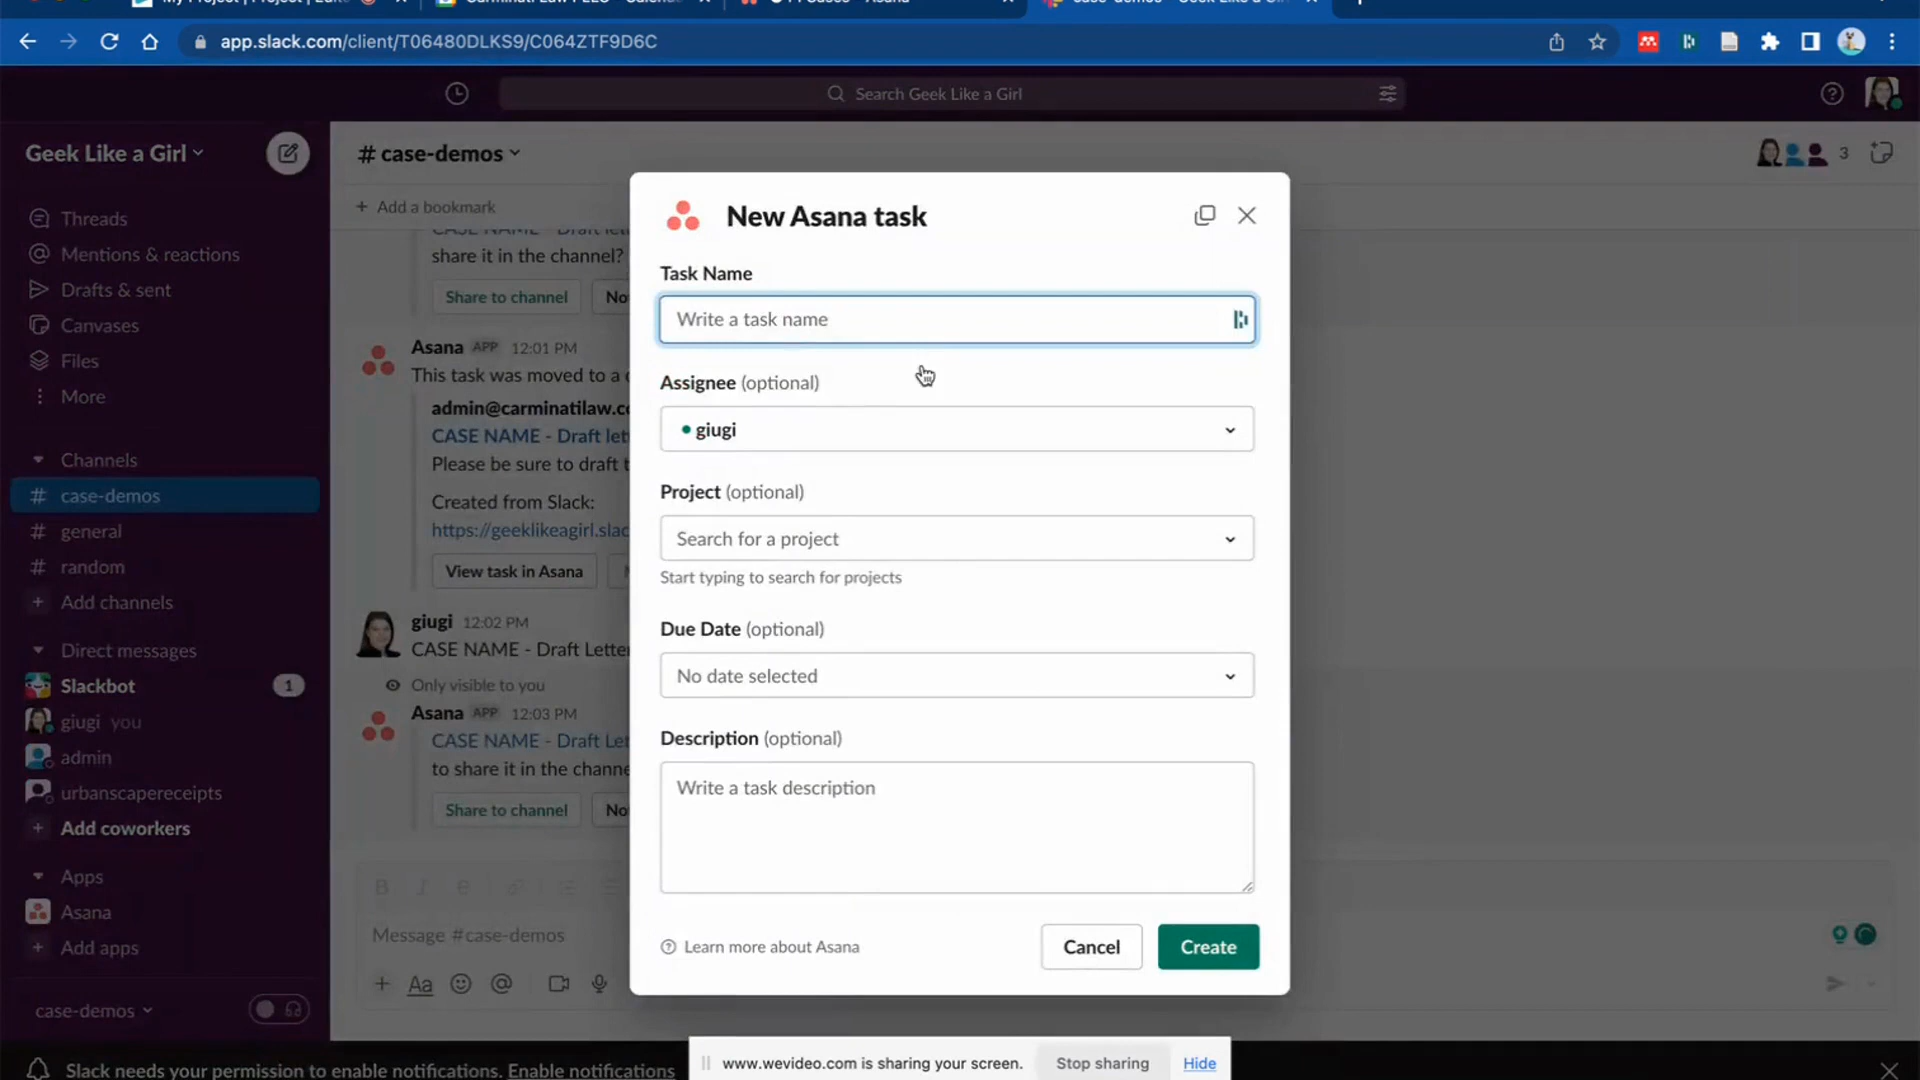 app.slack.com/client/T06480DLKS9/C064ZTF9D6C
Search Geek Like a Girl
Geek Like a Girl
Threads
Mentions & reactions
Drafts & sent
Canvases
Files
More
Channels
# case-demos
# general
# random
+ Add channels
Direct messages
Slackbot 1
giugi you
admin
urbanscapereceipts
+ Add coworkers
Apps
Asana
+ Add apps
case-demos
# case-demos
3
+ Add a bookmark
share it in the channel?
Share to channel
Asana APP 12:01 PM
This task was moved to a
admin@carminatilaw.co
CASE NAME - Draft let
Please be sure to draft t
Created from Slack:
https://geeklikeagirl.slac
View task in Asana
giugi 12:02 PM
CASE NAME - Draft Letter
Only visible to you
Asana APP 12:03 PM
CASE NAME - Draft Let
to share it in the channe
Share to channel
Message #case-demos
Aa
New Asana task
Task Name
Write a task name
Assignee (optional)
giugi
Project (optional)
Search for a project
Start typing to search for projects
Due Date (optional)
No date selected
Description (optional)
Write a task description
Learn more about Asana
Cancel
Create
Slack needs your permission to enable notifications. Enable notifications
www.wevideo.com is sharing your screen.
Stop sharing
Hide